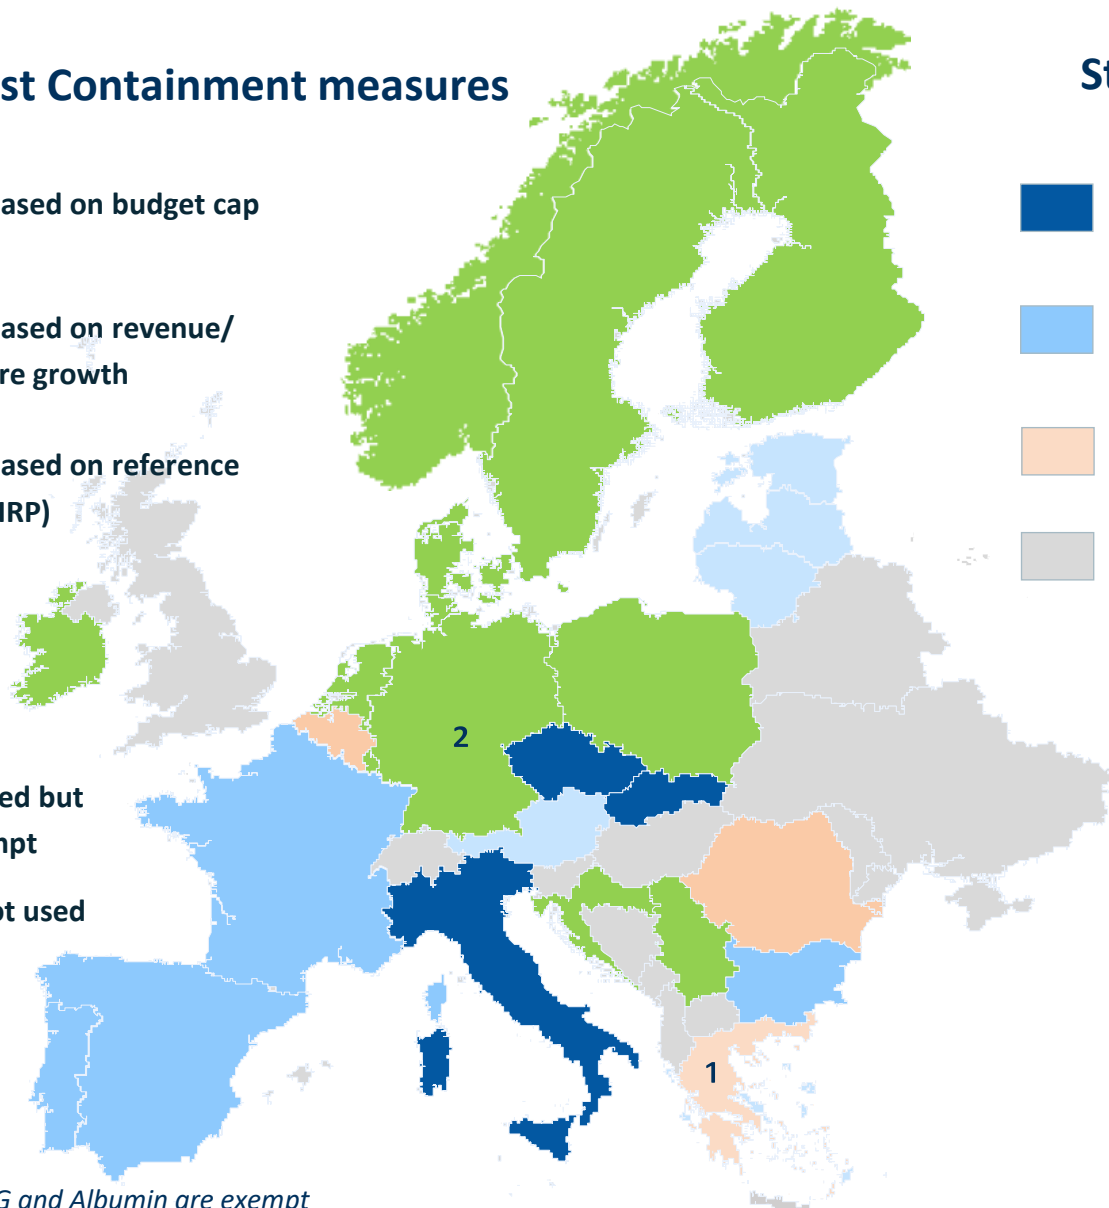 st Containment measures
St
ased on budget cap
ased on revenue/
re growth
ased on reference
IRP)
2
ed but
npt
ot used
1
G and Albumin are exempt